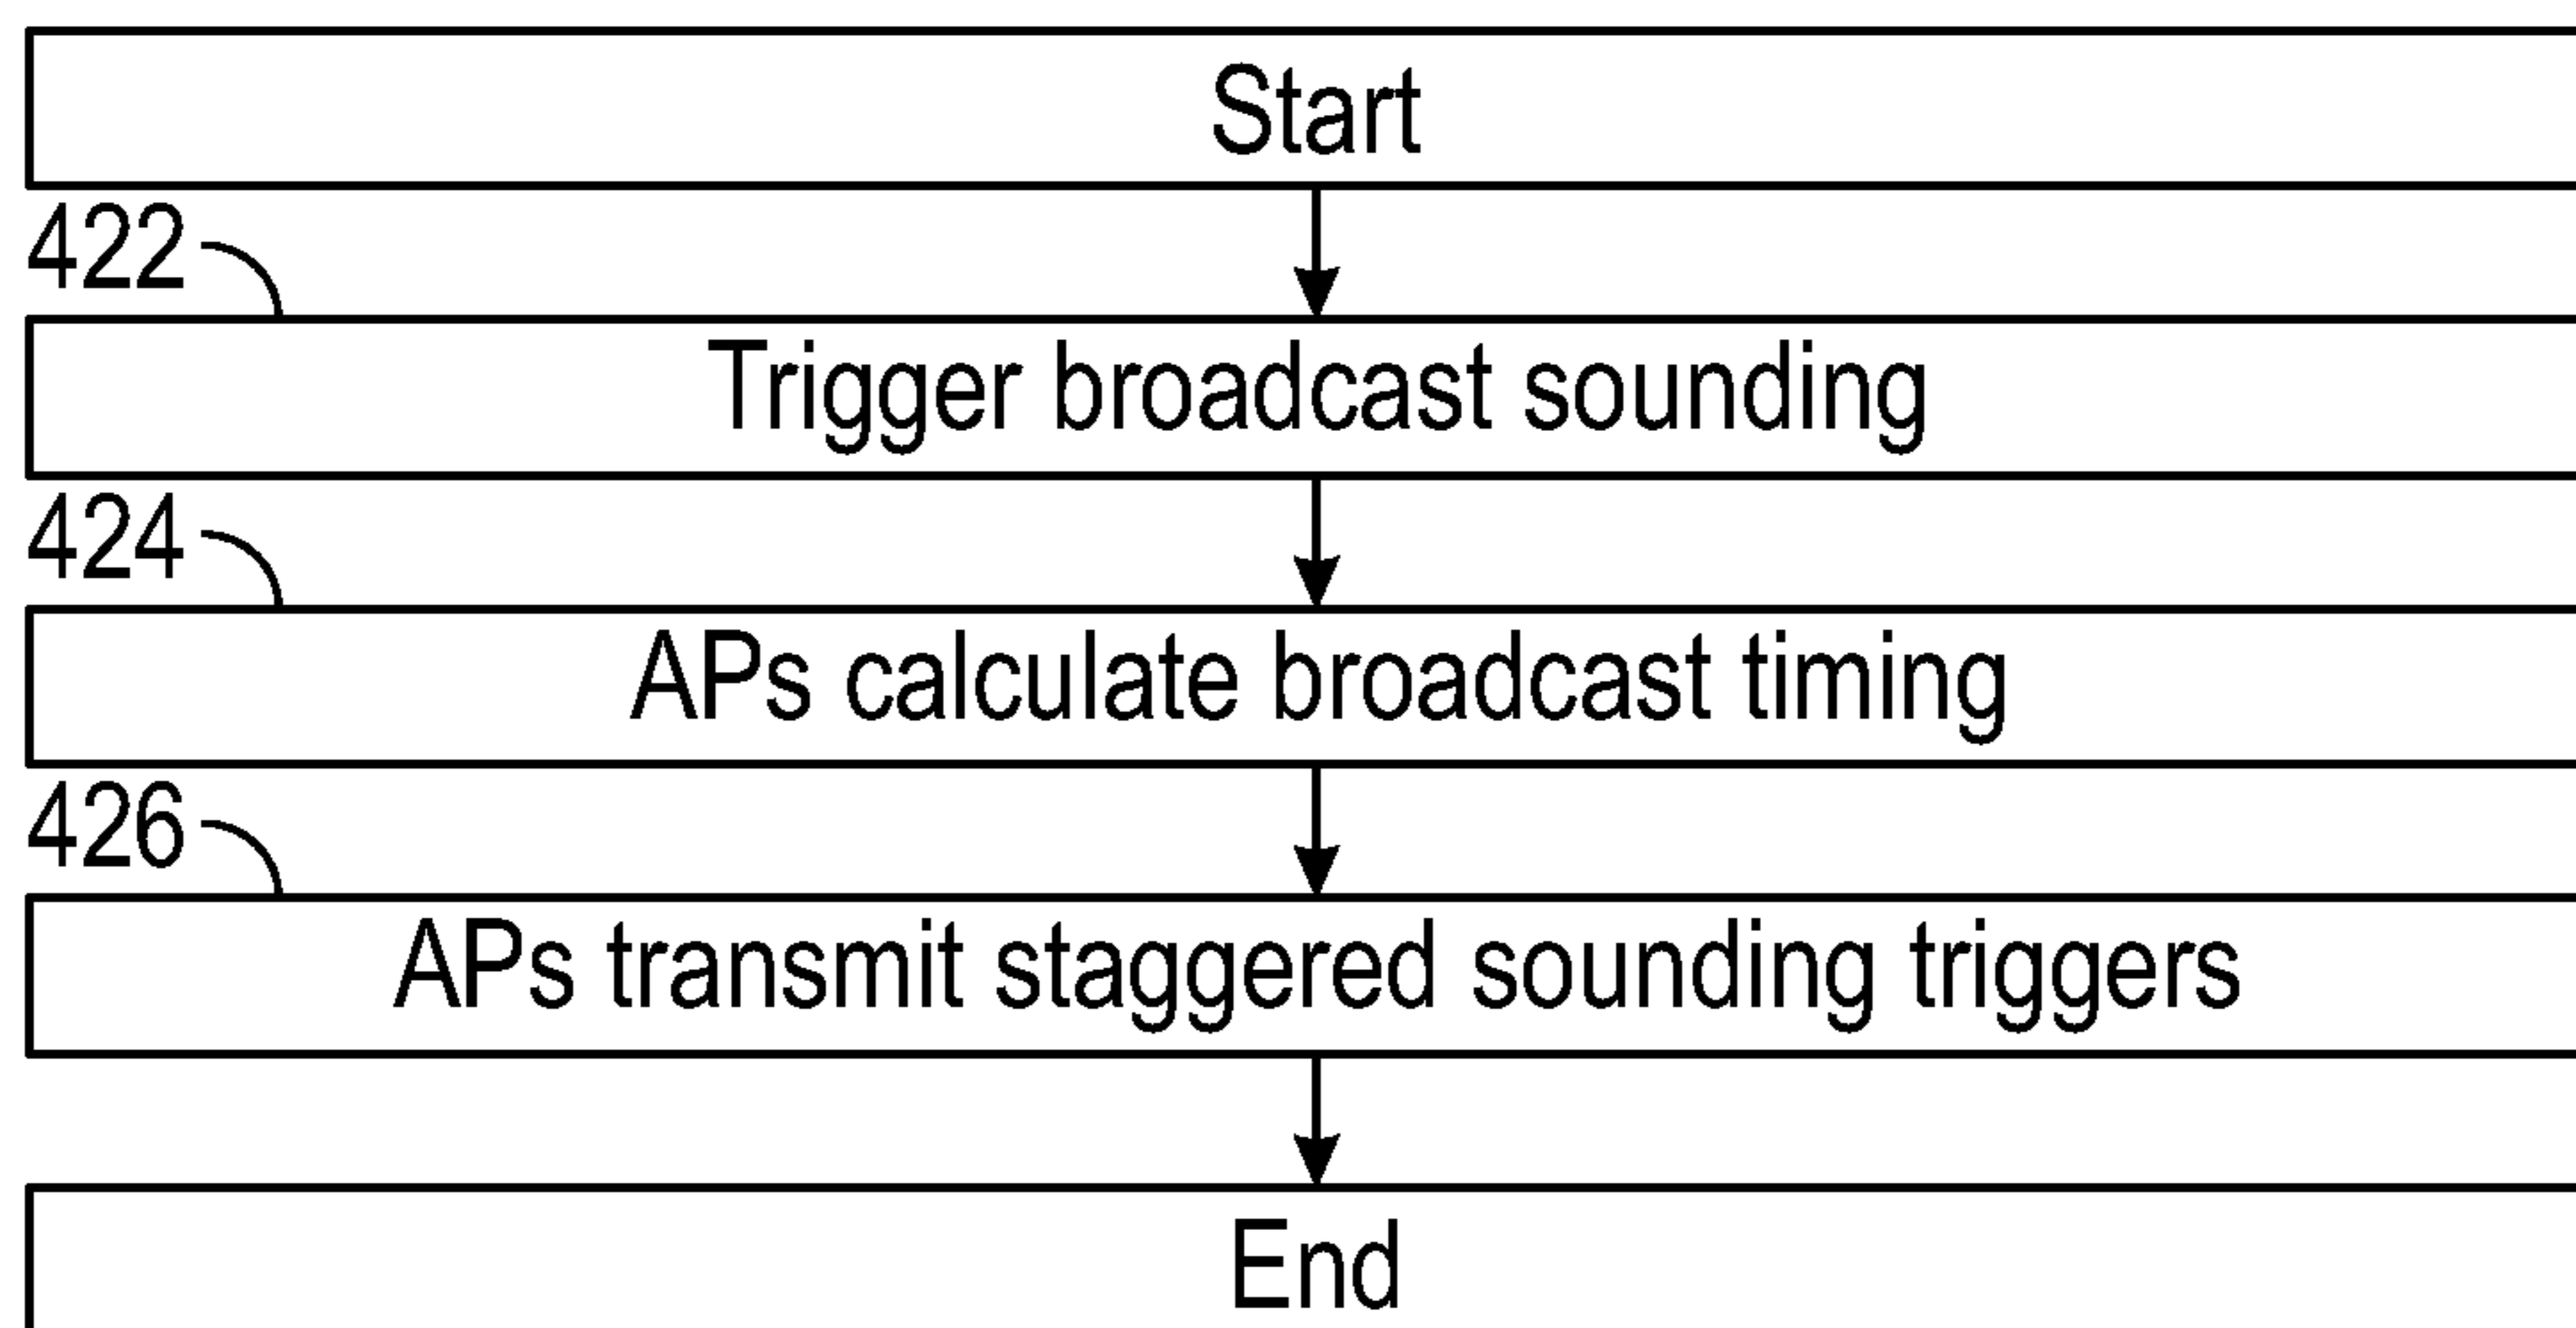 Start
422
Trigger broadcast sounding
424
APs calculate broadcast timing
426
APs transmit staggered sounding triggers
End